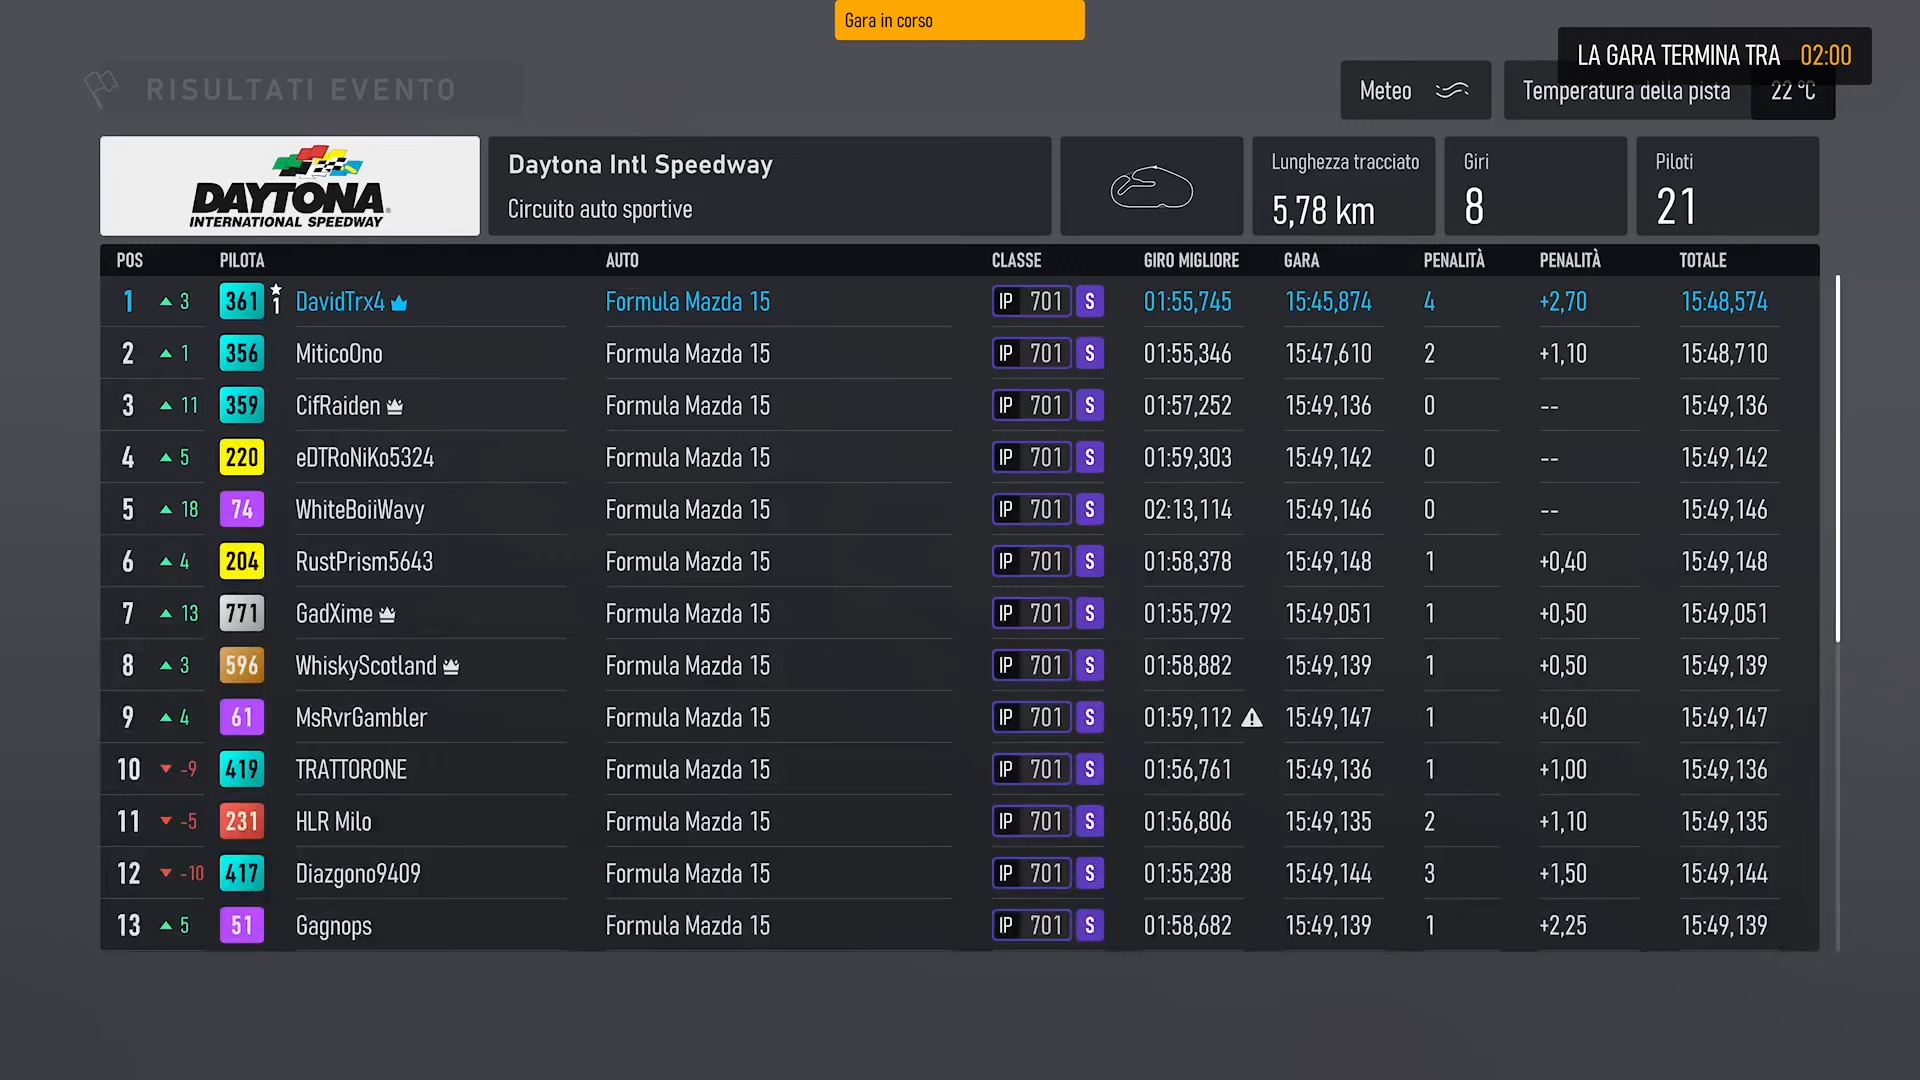 Gara in corso
LA GARA TERMINA TRA 02:00
RISULTATI EVENTO
Meteo
Temperatura della pista 22 °C
DAYTONA
INTERNATIONAL SPEEDWAY
Daytona Intl Speedway
Circuito auto sportive
Lunghezza tracciato
5,78 km
Giri
8
Piloti
21
POS PILOTA AUTO CLASSE GIRO MIGLIORE GARA PENALITÀ PENALITÀ TOTALE
1 3 361 1 DavidTrx4 Formula Mazda 15 IP 701 S 01:55,745 15:45,874 4 +2,70 15:48,574
2 1 356 MiticoOno Formula Mazda 15 IP 701 S 01:55,346 15:47,610 2 +1,10 15:48,710
3 11 359 CifRaiden Formula Mazda 15 IP 701 S 01:57,252 15:49,136 0 -- 15:49,136
4 5 220 eDTRoNiKo5324 Formula Mazda 15 IP 701 S 01:59,303 15:49,142 0 -- 15:49,142
5 18 74 WhiteBoiiWavy Formula Mazda 15 IP 701 S 02:13,114 15:49,146 0 -- 15:49,146
6 4 204 RustPrism5643 Formula Mazda 15 IP 701 S 01:58,378 15:49,148 1 +0,40 15:49,148
7 13 771 GadXime Formula Mazda 15 IP 701 S 01:55,792 15:49,051 1 +0,50 15:49,051
8 3 596 WhiskyScotland Formula Mazda 15 IP 701 S 01:58,882 15:49,139 1 +0,50 15:49,139
9 4 61 MsRvrGambler Formula Mazda 15 IP 701 S 01:59,112 15:49,147 1 +0,60 15:49,147
10 -9 419 TRATTORONE Formula Mazda 15 IP 701 S 01:56,761 15:49,136 1 +1,00 15:49,136
11 -5 231 HLR Milo Formula Mazda 15 IP 701 S 01:56,806 15:49,135 2 +1,10 15:49,135
12 -10 417 Diazgono9409 Formula Mazda 15 IP 701 S 01:55,238 15:49,144 3 +1,50 15:49,144
13 5 51 Gagnops Formula Mazda 15 IP 701 S 01:58,682 15:49,139 1 +2,25 15:49,139